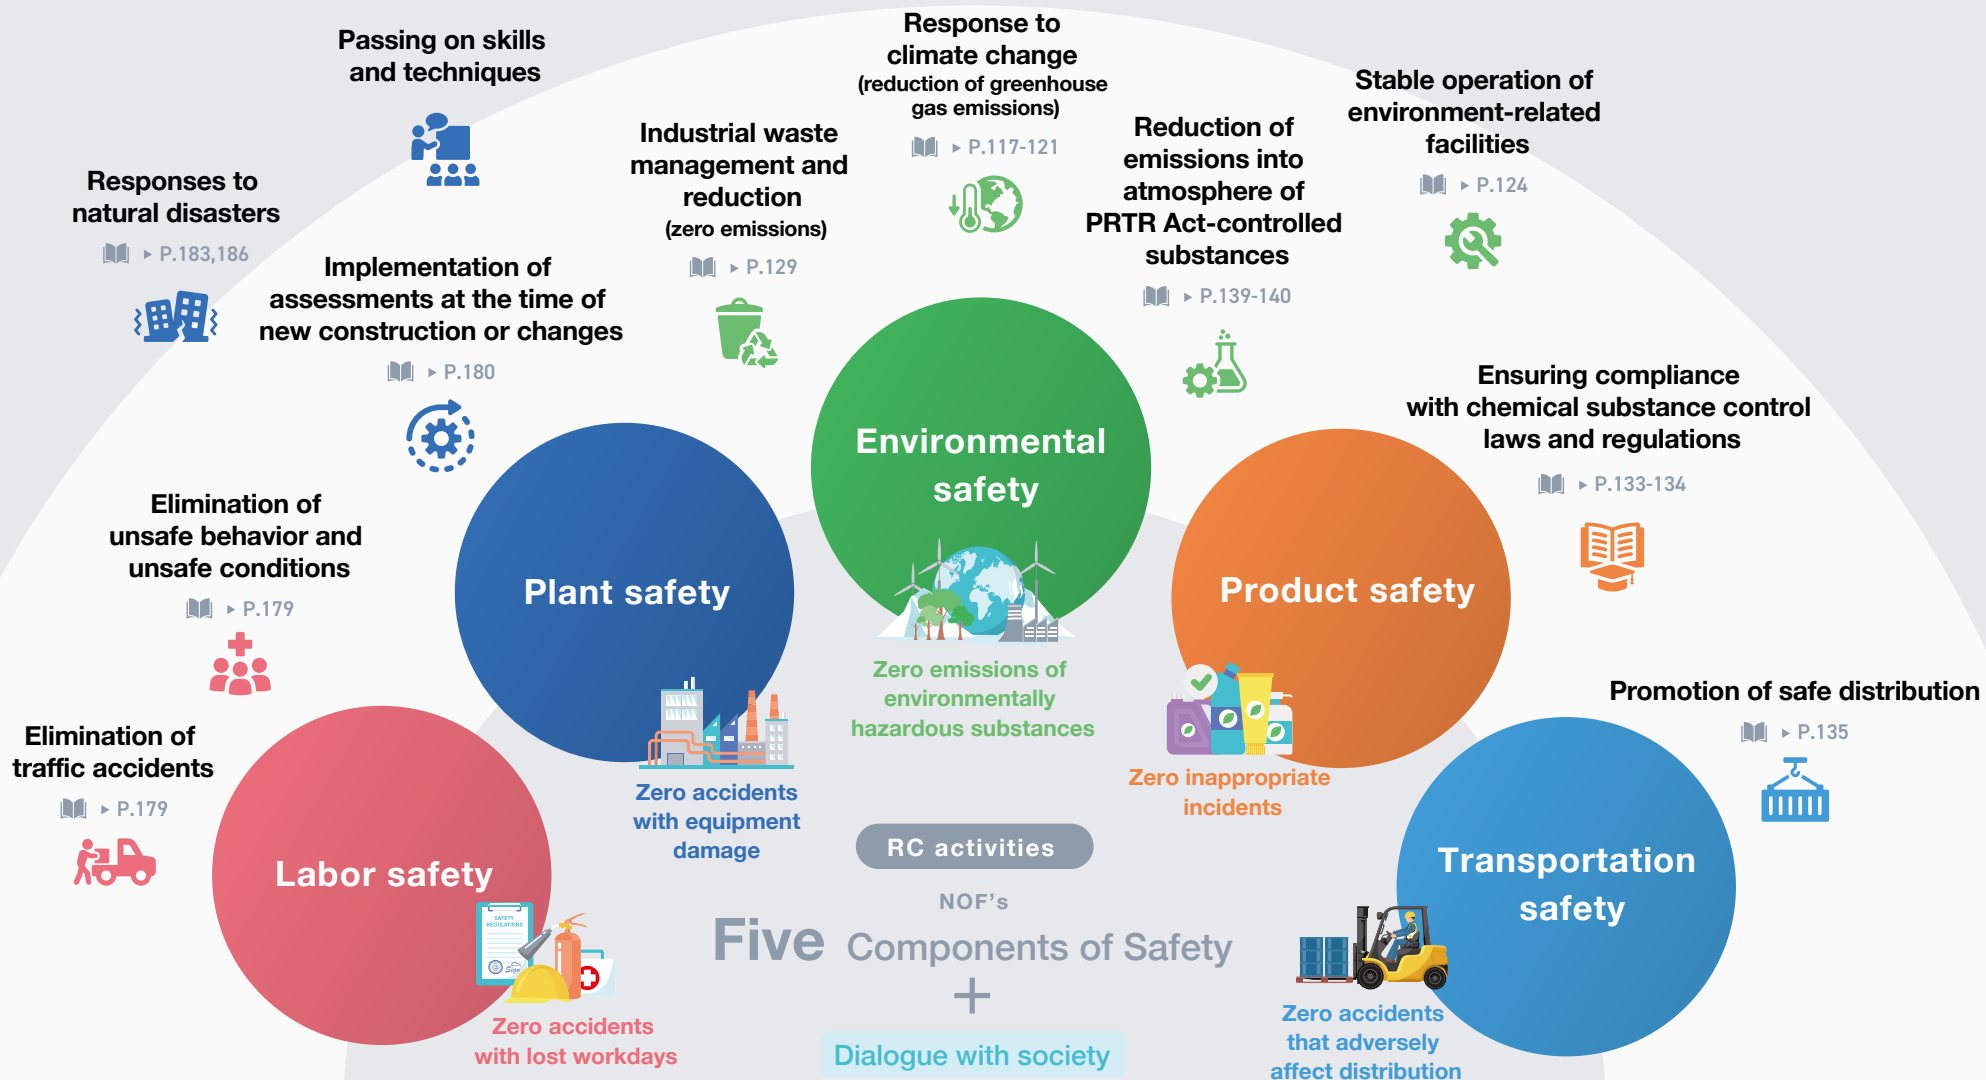 Passing on skills
and techniques
Response to
climate change
(reduction of greenhouse
gas emissions)
▸ P.117-121
Stable operation of
environment-related
facilities
▸ P.124
Industrial waste
management and
reduction
(zero emissions)
▸ P.129
Reduction of
emissions into
atmosphere of
PRTR Act-controlled
substances
▸ P.139-140
Responses to
natural disasters
▸ P.183,186
Implementation of
assessments at the time of
new construction or changes
▸ P.180
Ensuring compliance
with chemical substance control
laws and regulations
▸ P.133-134
Elimination of
unsafe behavior and
unsafe conditions
▸ P.179
Elimination of
traffic accidents
▸ P.179
Promotion of safe distribution
▸ P.135
Labor safety
SAFETY
REGULATIONS
Sign
Zero accidents
with lost workdays
Plant safety
Zero accidents
with equipment
damage
Environmental
safety
Zero emissions of
environmentally
hazardous substances
Product safety
Zero inappropriate
incidents
Transportation
safety
Zero accidents
that adversely
affect distribution
RC activities
NOF's
Five Components of Safety
+
Dialogue with society